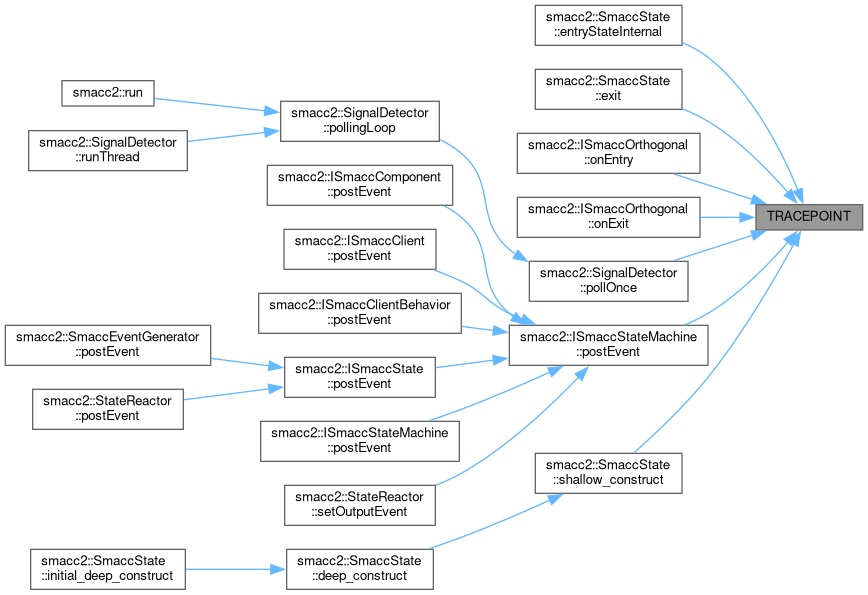 smacc2::SmaccState
::entryStateInternal
smacc2::SmaccState
::exit
smacc2::run
smacc2::SignalDetector
::pollingLoop
smacc2::SignalDetector
::runThread
smacc2::ISmaccOrthogonal
::onEntry
smacc2::ISmaccComponent
::postEvent
smacc2::ISmaccOrthogonal
::onExit
TRACEPOINT
smacc2::ISmaccClient
::postEvent
smacc2::SignalDetector
::pollOnce
smacc2::ISmaccClientBehavior
::postEvent
smacc2::SmaccEventGenerator
::postEvent
smacc2::ISmaccStateMachine
::postEvent
smacc2::ISmaccState
::postEvent
smacc2::StateReactor
::postEvent
smacc2::ISmaccStateMachine
::postEvent
smacc2::SmaccState
::shallow_construct
smacc2::StateReactor
::setOutputEvent
smacc2::SmaccState
::initial_deep_construct
smacc2::SmaccState
::deep_construct